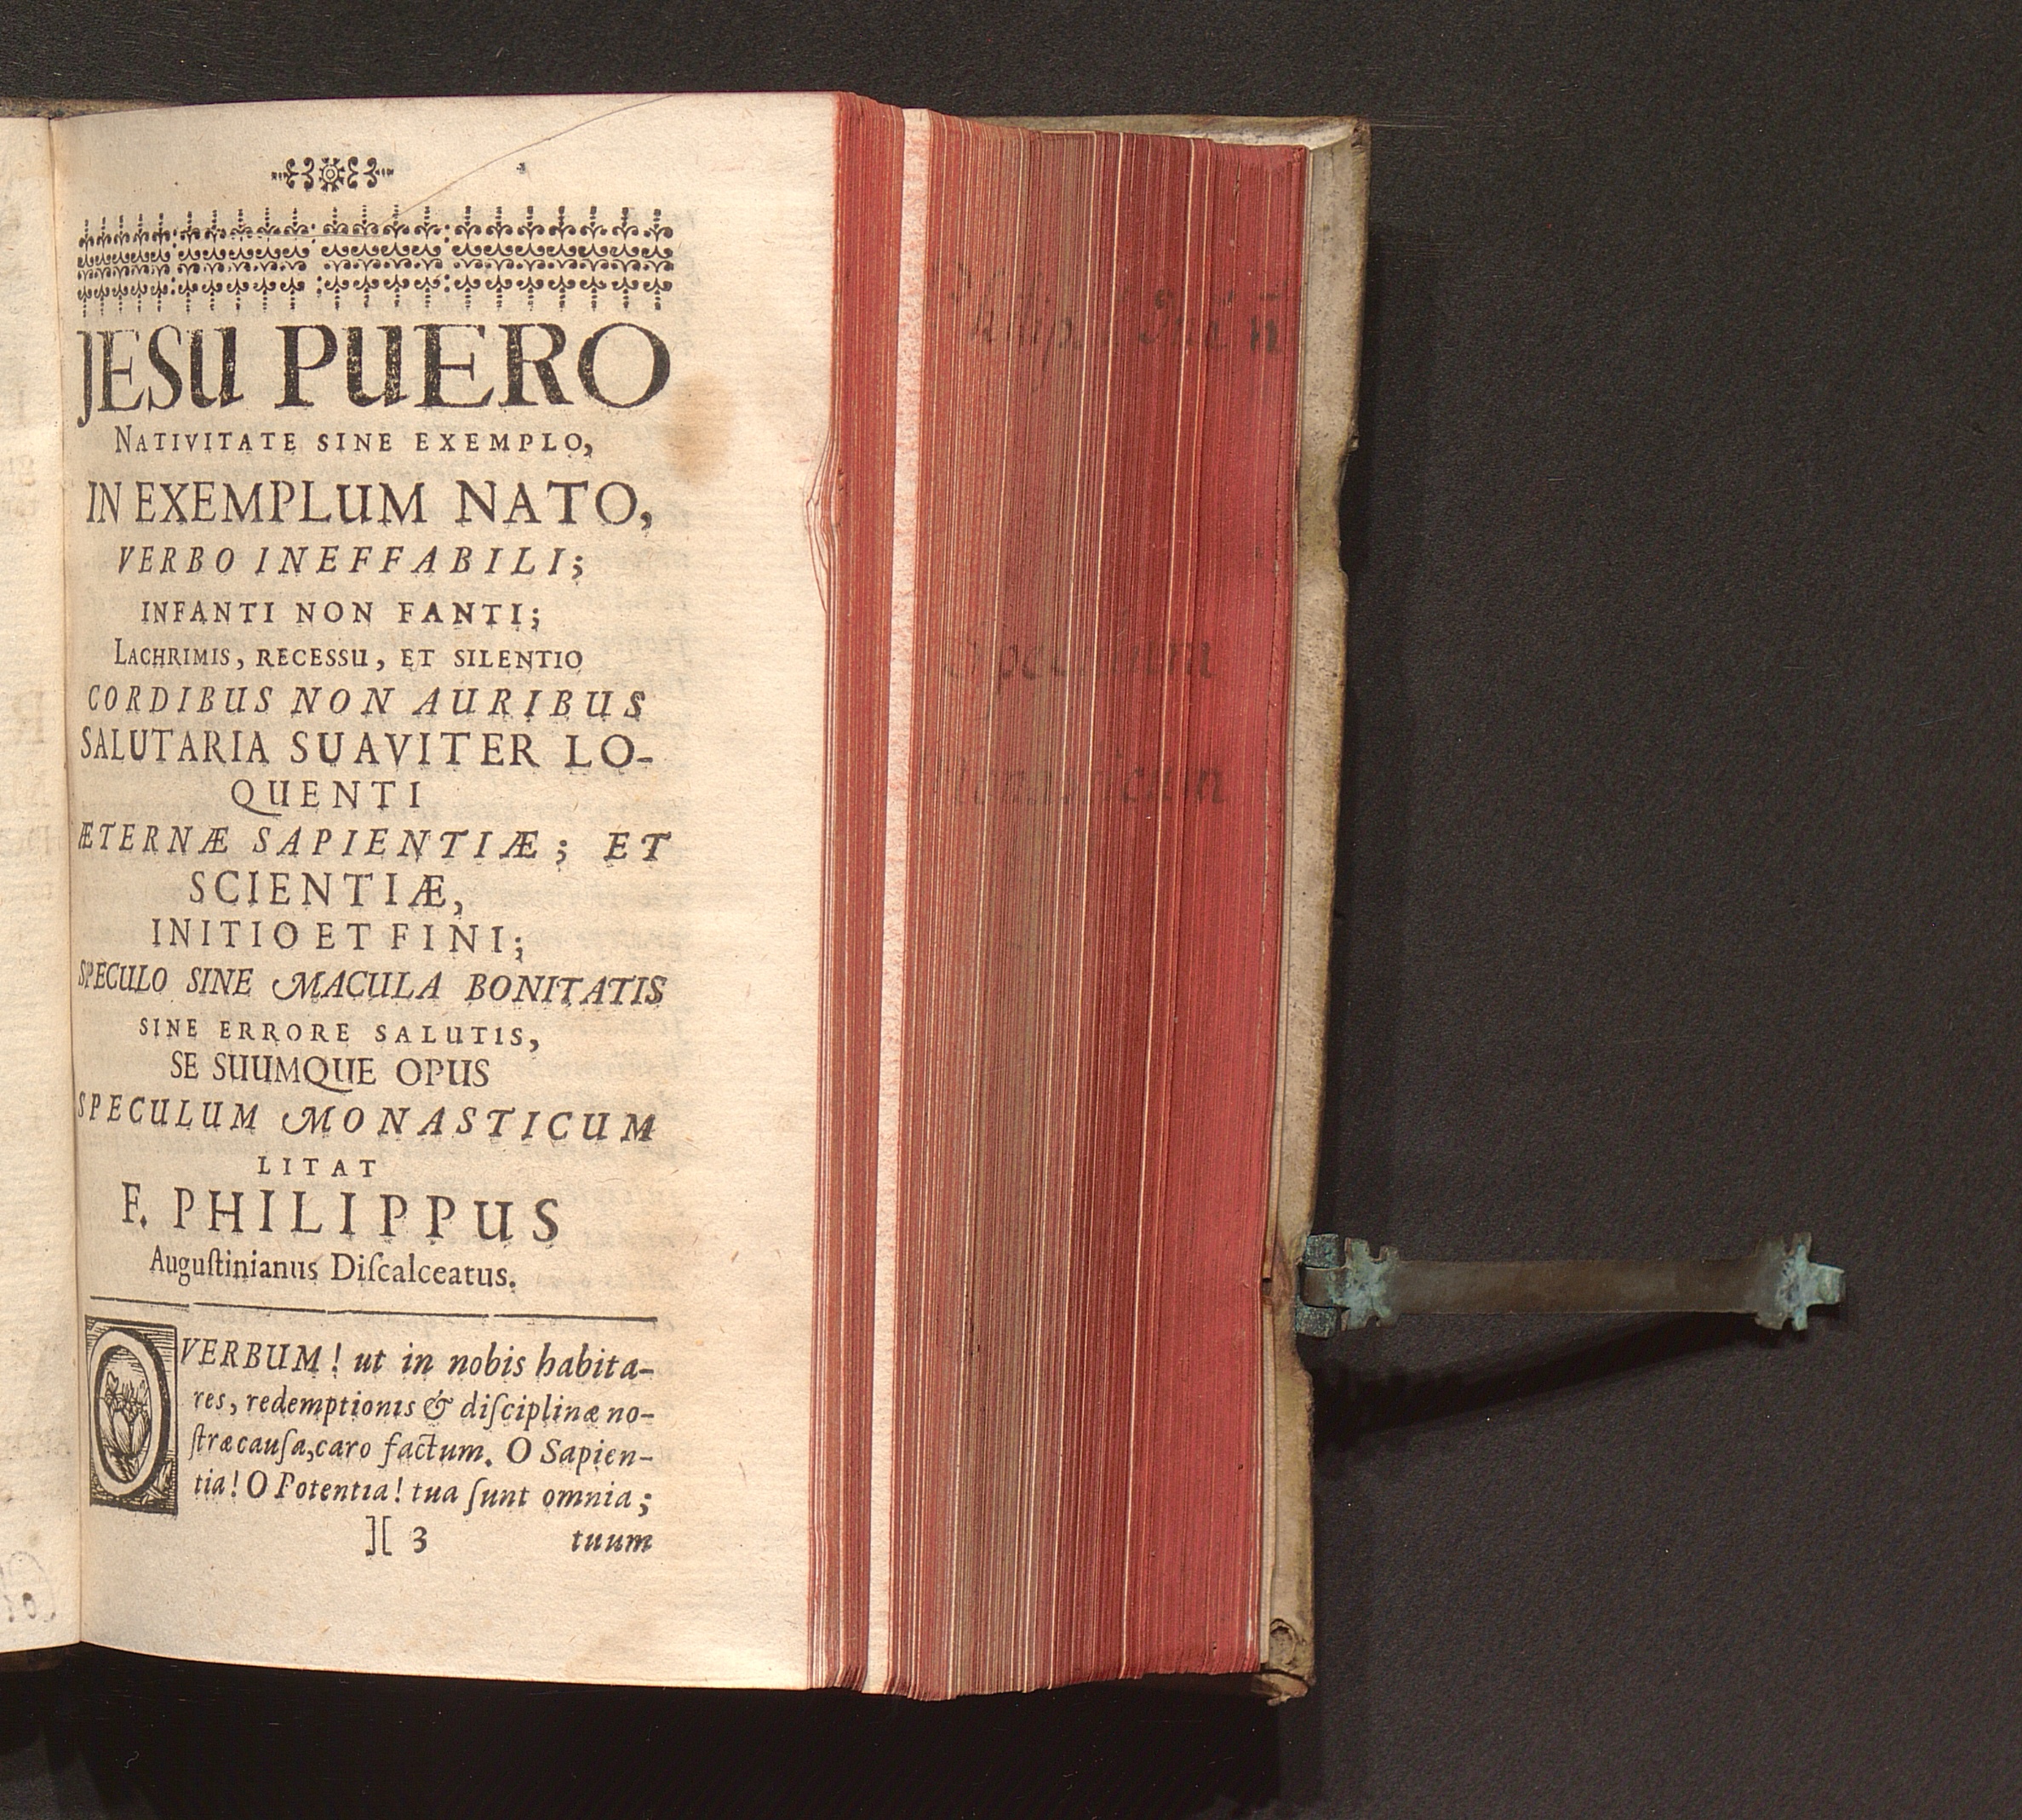 JESU PUERO
NATIVITATE SINE EXEMPLO,
IN EXEMPLUM NATO,
VERBO INEFFABILI;
INFANTI NON FANTI;
LACHRIMIS, RECESSU, ET SILENTIO
CORDIBUS NON AURIBUS
SALUTARIA SUAVITER LO-
QUENTI
ÆTERNÆ SAPIENTIÆ; ET
SCIENTIÆ,
INITIO ET FINI;
SPECULO SINE MACULA BONITATIS
SINE ERRORE SALUTIS,
SE SUUMQUE OPUS
SPECULUM MONASTICUM
LITAT
F. PHILIPPUS
Auguſtinianus Diſcalceatus.
O VERBUM! ut in nobis habita-
res, redemptionis & diſciplinæ no-
ſtræ cauſa, caro factum. O Sapien-
tia! O Potentia! tua ſunt omnia;
][ 3 tuum